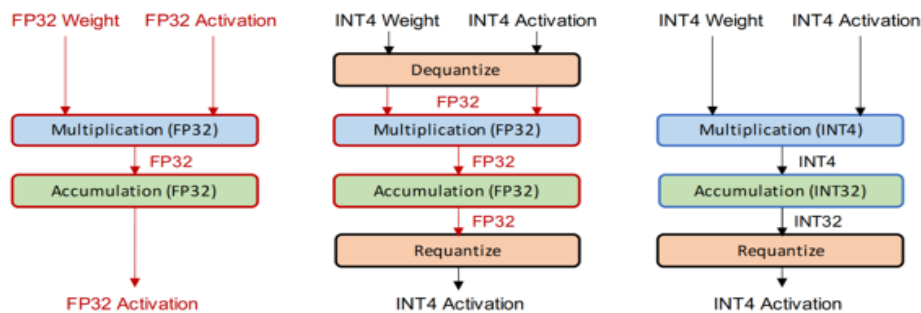 FP32 Weight FP32 Activation
Multiplication (FP32)
FP32
Accumulation (FP32)
FP32 Activation
INT4 Weight INT4 Activation
Dequantize
FP32
Multiplication (FP32)
FP32
Accumulation (FP32)
FP32
Requantize
INT4 Activation
INT4 Weight INT4 Activation
Multiplication (INT4)
INT4
Accumulation (INT32)
INT32
Requantize
INT4 Activation